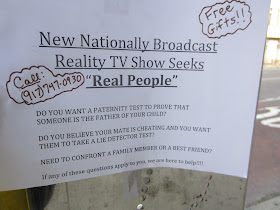 Free
Gifts!!
New Nationally Broadcast
Reality TV Show Seeks
"Real People"
Call:
917)747-0930
DO YOU WANT A PATERNITY TEST TO PROVE THAT
SOMEONE IS THE FATHER OF YOUR CHILD?
DO YOU BELIEVE YOUR MATE IS CHEATING AND YOU WANT
THEM TO TAKE A LIE DETECTOR TEST?
NEED TO CONFRONT A FAMILY MEMBER OR A BEST FRIEND?
If any of these questions apply to you, we are here to help!!!!